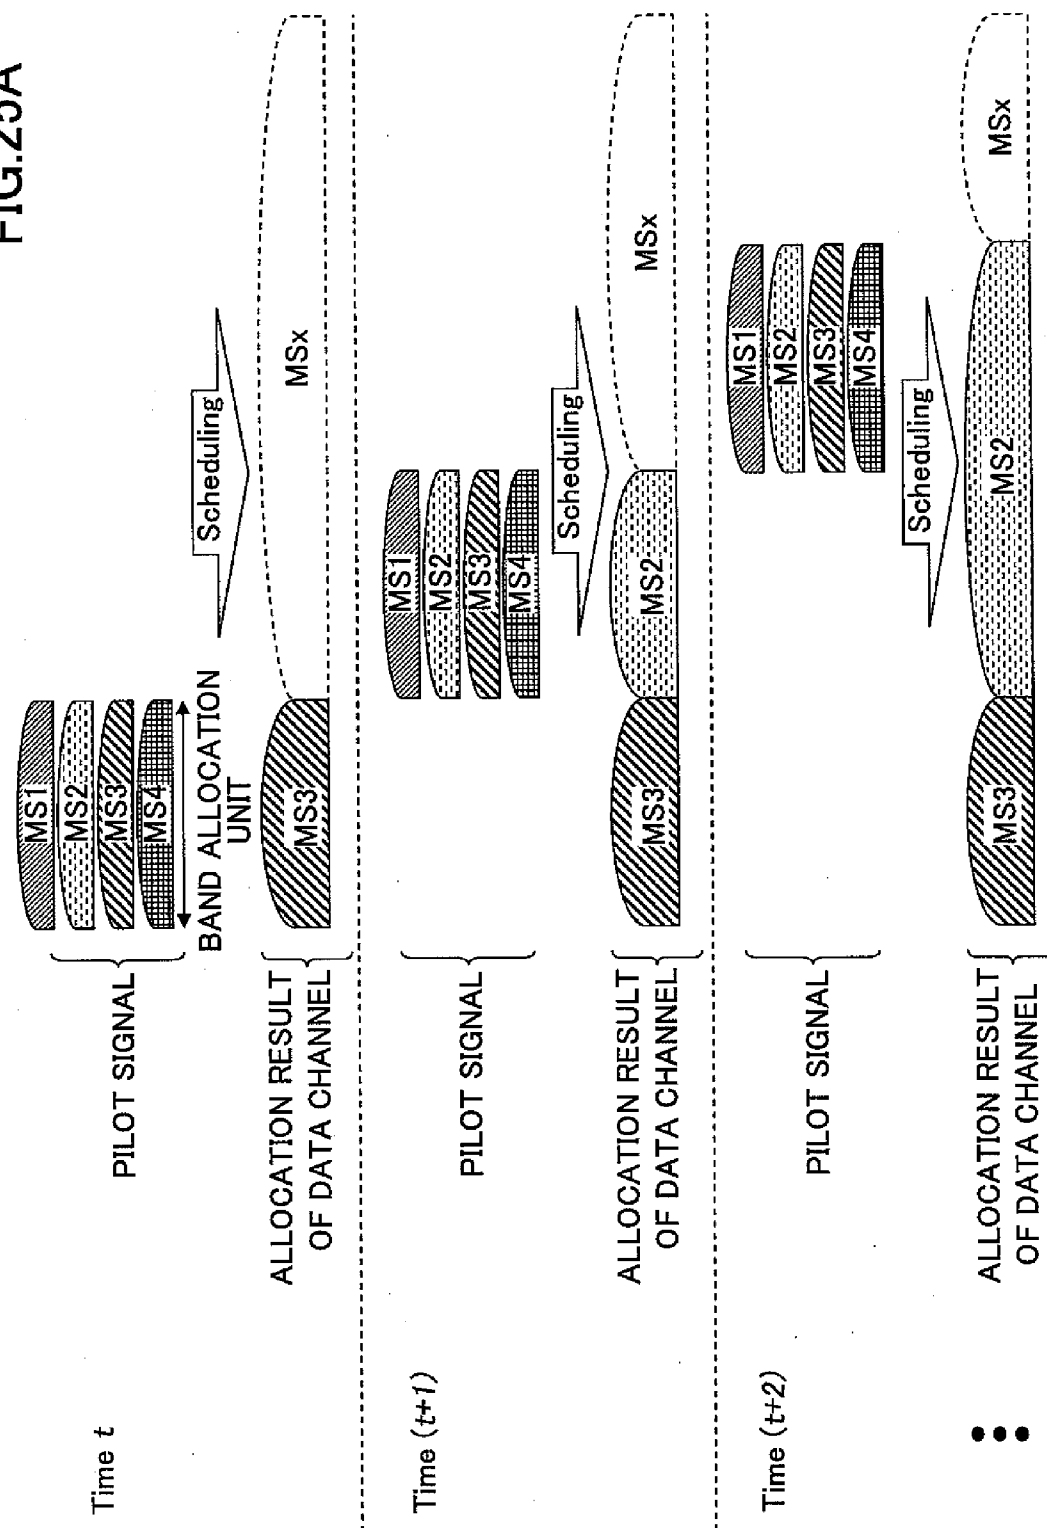 FIG.25A
Time t
PILOT SIGNAL
MS1
MS2
MS3
MS4
BAND ALLOCATION
UNIT
Scheduling
ALLOCATION RESULT
OF DATA CHANNEL
MS3
MSx
Time (t+1)
PILOT SIGNAL
MS1
MS2
MS3
MS4
Scheduling
ALLOCATION RESULT
OF DATA CHANNEL
MS3
MS2
MSx
Time (t+2)
PILOT SIGNAL
MS1
MS2
MS3
MS4
Scheduling
ALLOCATION RESULT
OF DATA CHANNEL
MS3
MS2
MSx